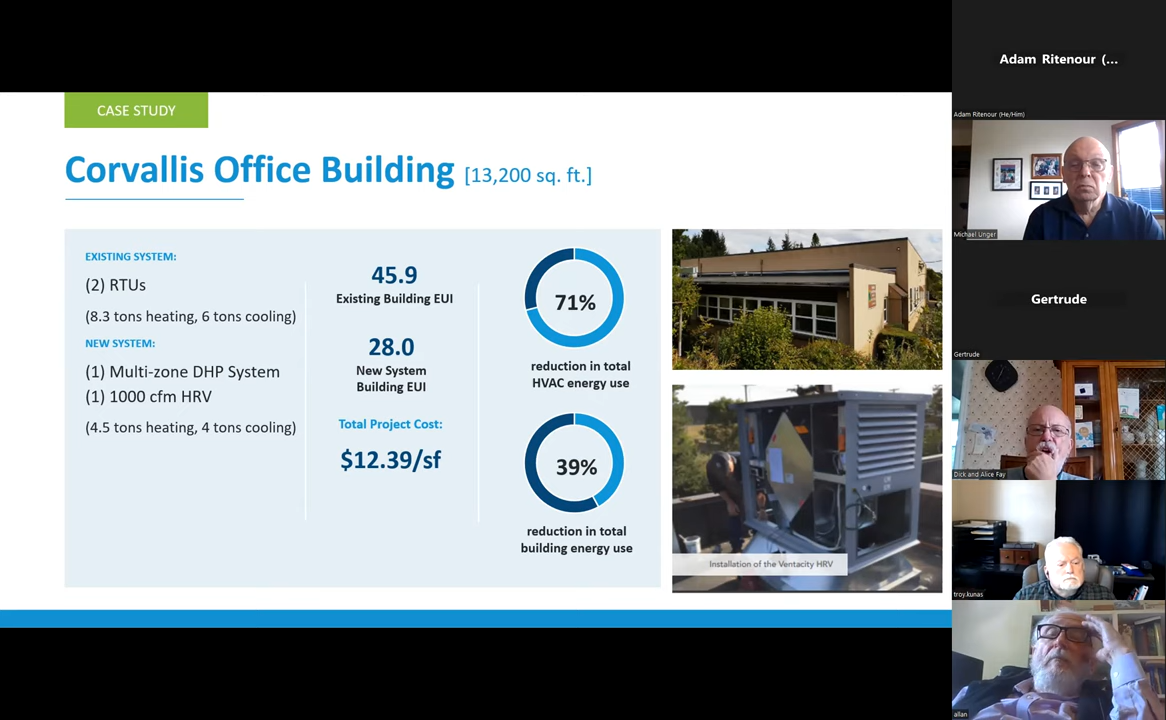 CASE STUDY
Corvallis Office Building [13,200 sq. ft.]
EXISTING SYSTEM:
(2) RTUs
(8.3 tons heating, 6 tons cooling)
NEW SYSTEM:
(1) Multi-zone DHP System
(1) 1000 cfm HRV
(4.5 tons heating, 4 tons cooling)
45.9
Existing Building EUI
28.0
New System
Building EUI
Total Project Cost:
$12.39/sf
71%
reduction in total
HVAC energy use
39%
reduction in total
building energy use
Installation of the Ventacity HRV
Adam Ritenour (...
Adam Ritenour (He/Him)
Michael Unger
Gertrude
Gertrude
Dick and Alice Fay
troy.kunas
allan